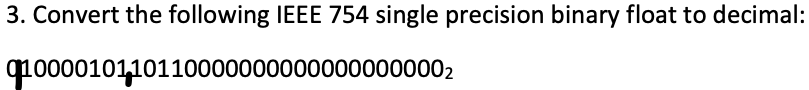 3. Convert the following IEEE 754 single precision binary float to decimal:
01000010110110000000000000000000₂